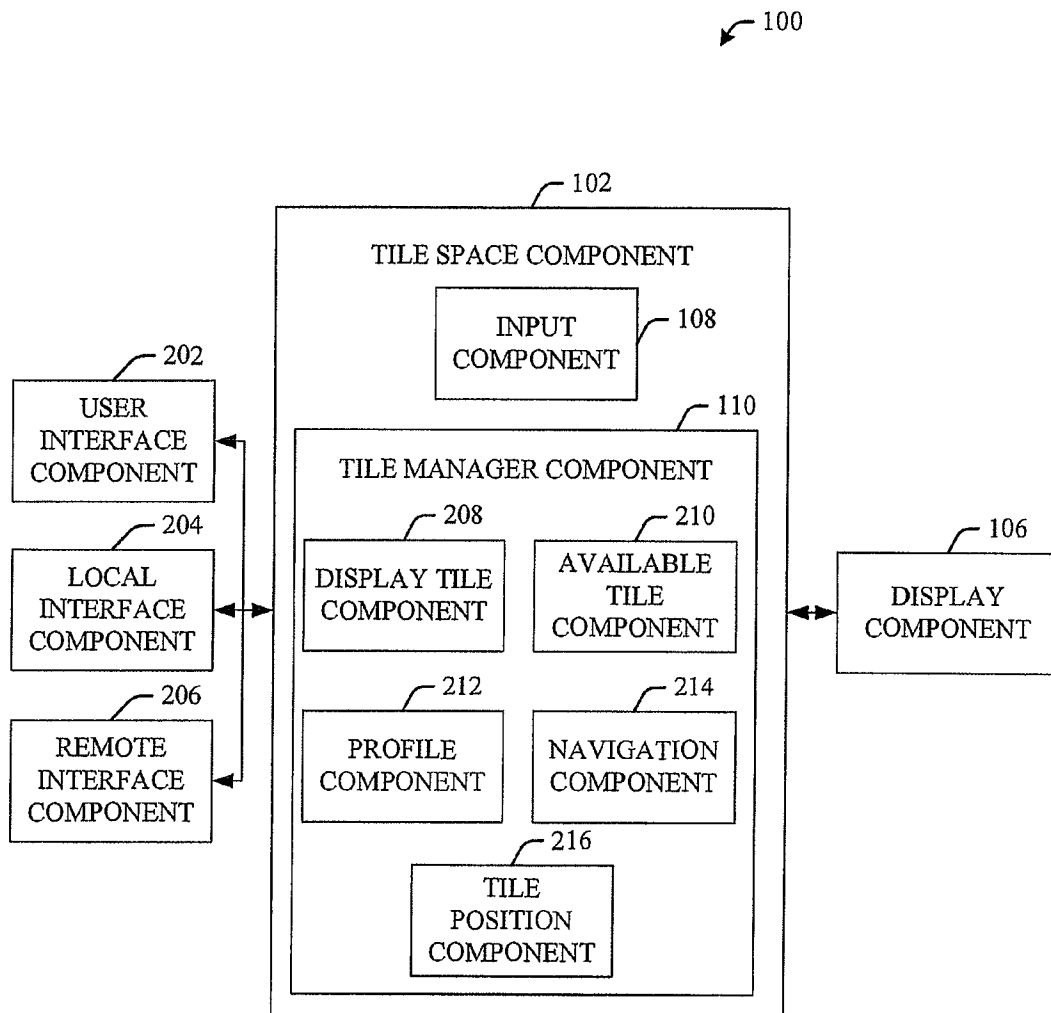 100
102
TILE SPACE COMPONENT
INPUT
COMPONENT
108
202
USER
INTERFACE
COMPONENT
110
TILE MANAGER COMPONENT
204
LOCAL
INTERFACE
COMPONENT
208
DISPLAY TILE
COMPONENT
210
AVAILABLE
TILE
COMPONENT
106
DISPLAY
COMPONENT
206
REMOTE
INTERFACE
COMPONENT
212
PROFILE
COMPONENT
214
NAVIGATION
COMPONENT
216
TILE
POSITION
COMPONENT